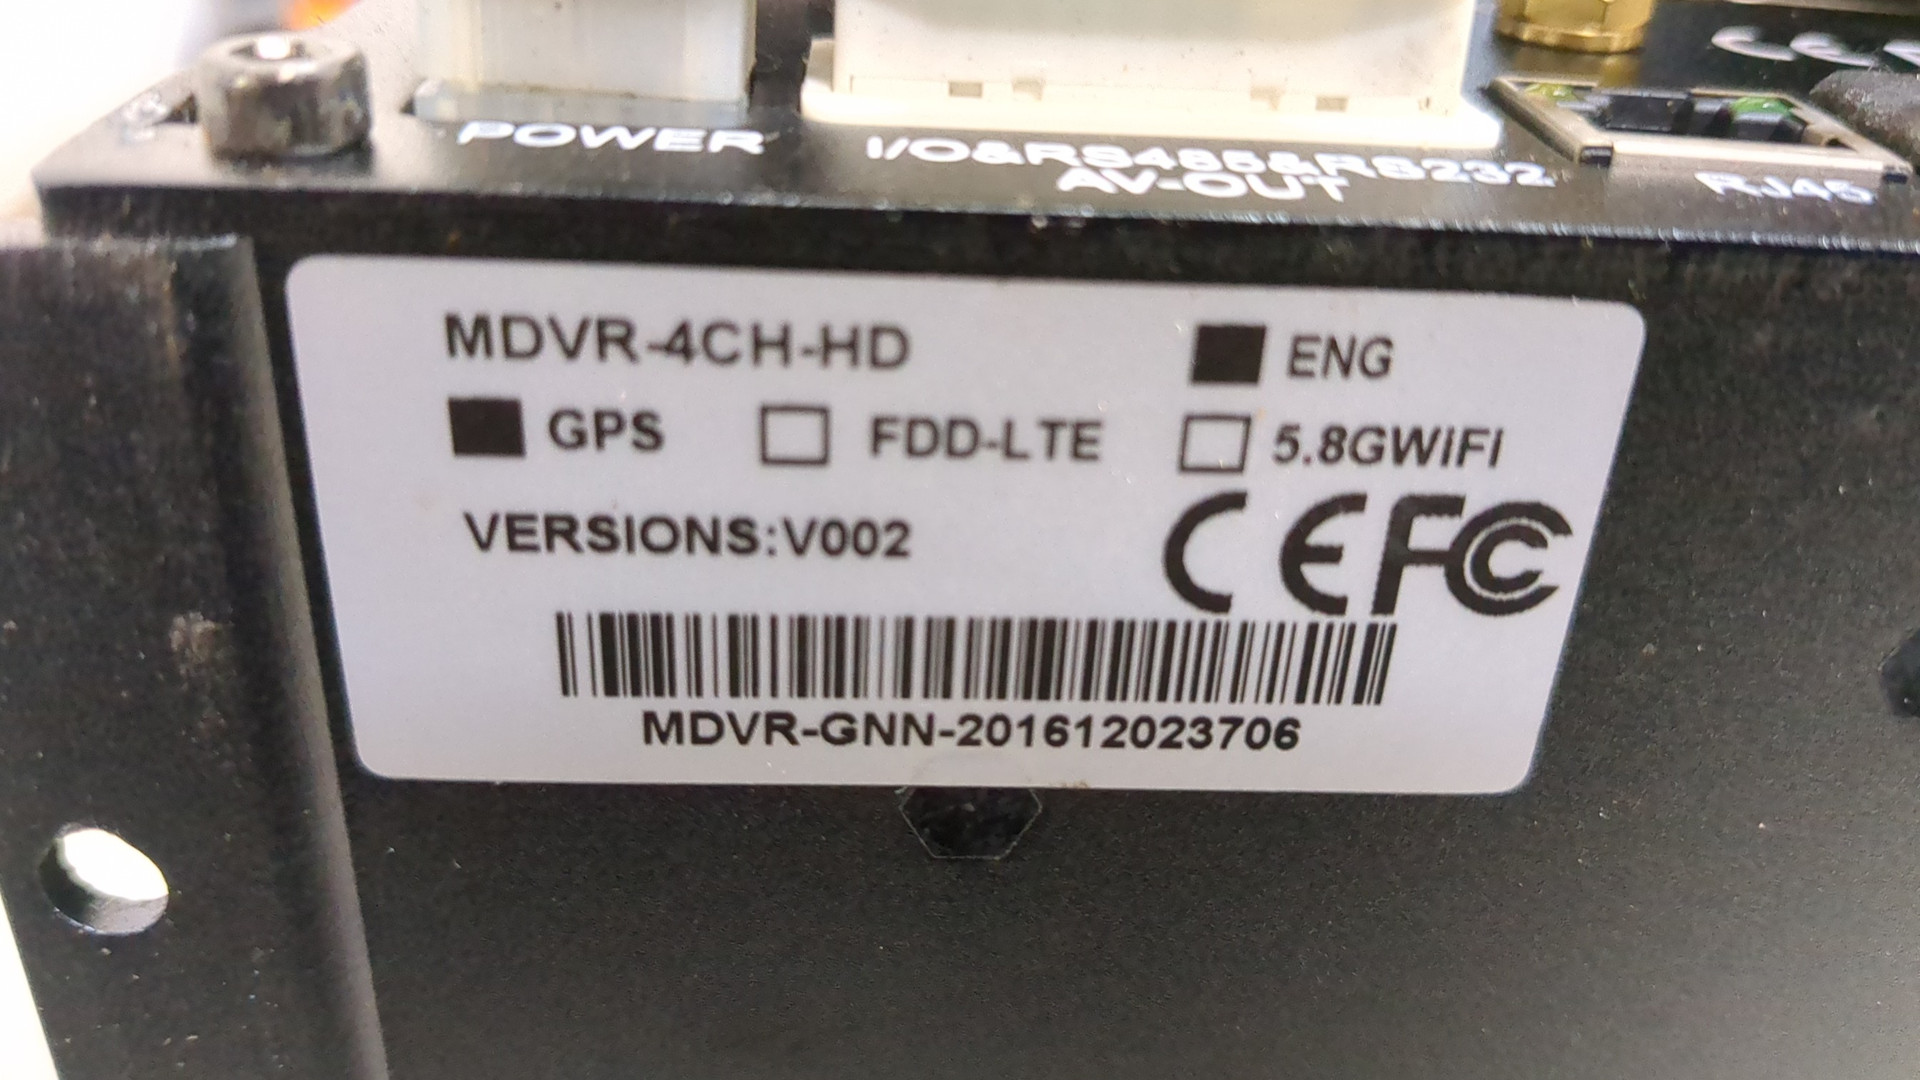 POWER
I/O&RS485&RS232
AV-OUT
RJ45
MDVR-4CH-HD
ENG
GPS
FDD-LTE
5.8GWiFi
VERSIONS:V002
CE FC
MDVR-GNN-201612023706